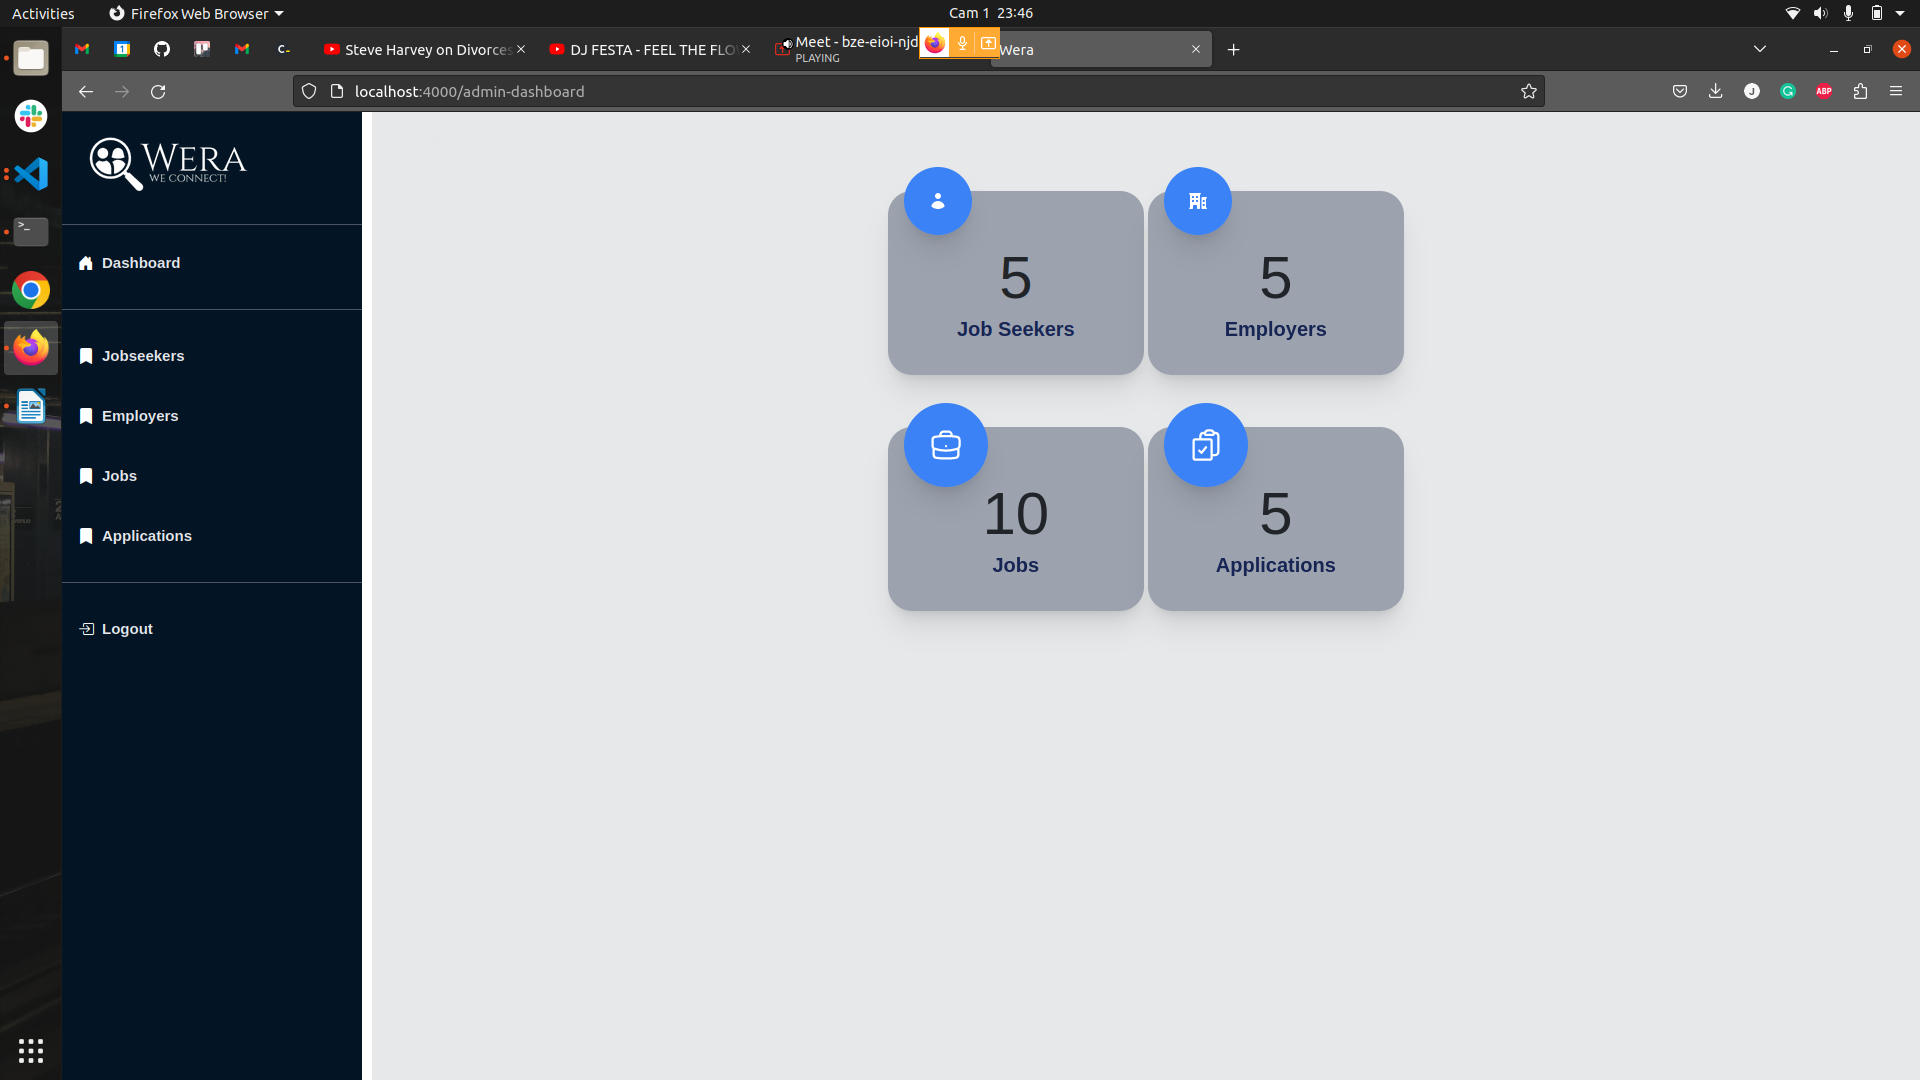 Activities
Firefox Web Browser
Cam 1 23:46
Steve Harvey on Divorces
DJ FESTA - FEEL THE FLO
Meet - bze-eioi-njd
PLAYING
Wera
localhost:4000/admin-dashboard
J
ABP
WERA
WE CONNECT!
Dashboard
Jobseekers
Employers
Jobs
Applications
Logout
5
Job Seekers
5
Employers
10
Jobs
5
Applications